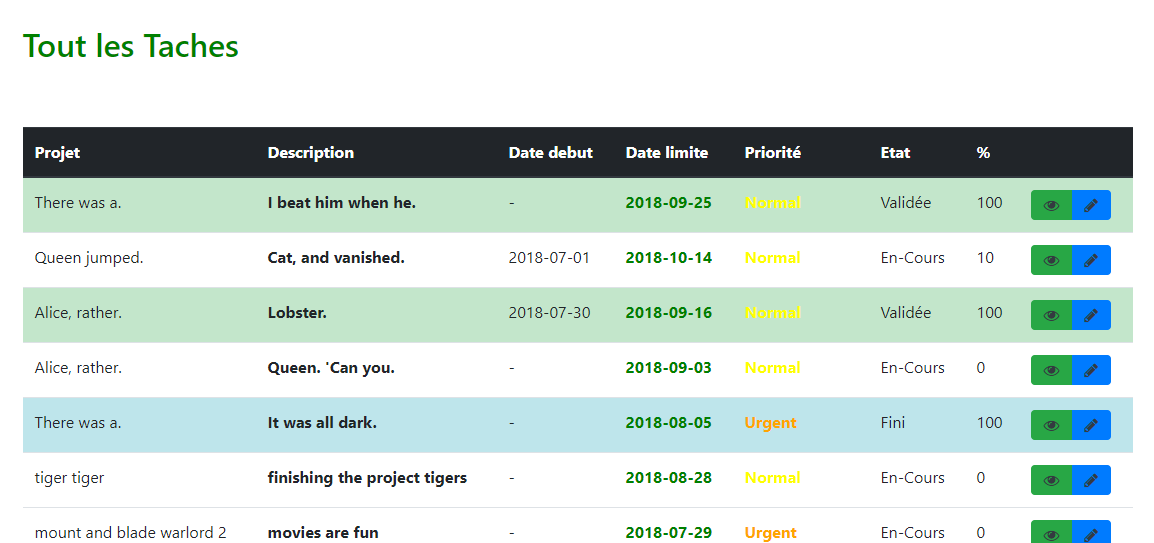 Tout les Taches
Projet Description Date debut Date limite Priorité Etat %
There was a. I beat him when he. - 2018-09-25 Normal Validée 100
Queen jumped. Cat, and vanished. 2018-07-01 2018-10-14 Normal En-Cours 10
Alice, rather. Lobster. 2018-07-30 2018-09-16 Normal Validée 100
Alice, rather. Queen. 'Can you. - 2018-09-03 Normal En-Cours 0
There was a. It was all dark. - 2018-08-05 Urgent Fini 100
tiger tiger finishing the project tigers - 2018-08-28 Normal En-Cours 0
mount and blade warlord 2 movies are fun - 2018-07-29 Urgent En-Cours 0